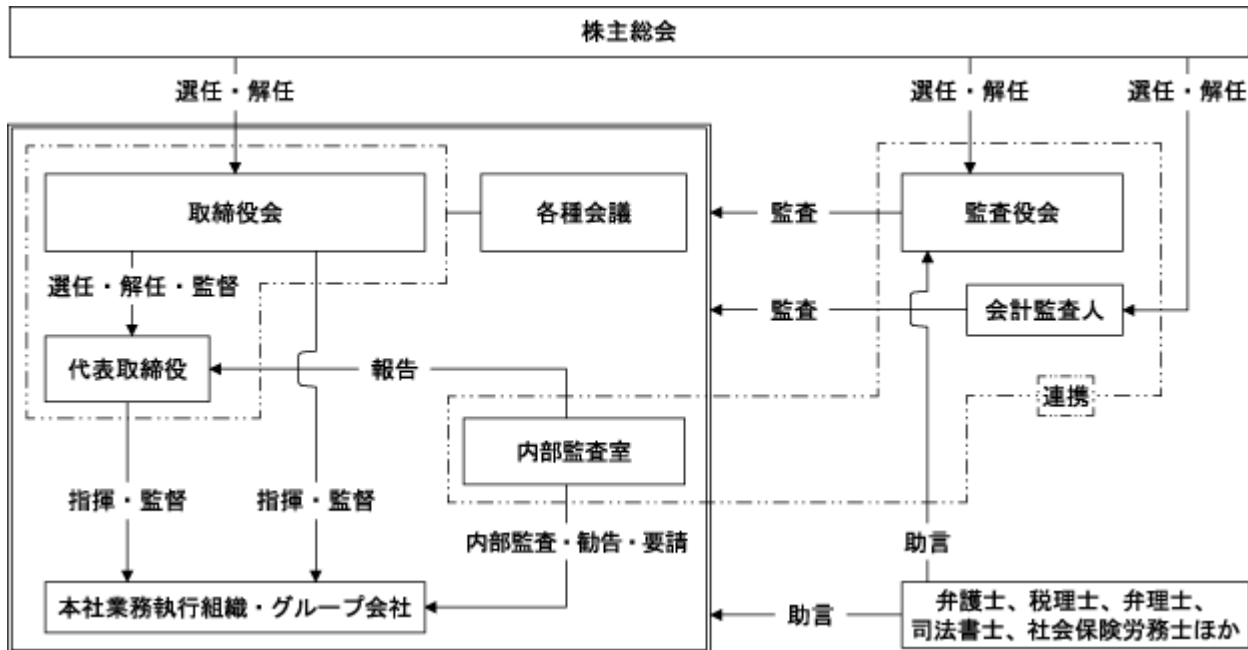 株主総会
選任・解任
選任・解任
選任・解任
取締役会
各種会議
監査
監査役会
選任・解任・監督
監査
会計監査人
代表取締役
報告
連携
内部監査室
指揮・監督
指揮・監督
内部監査・勧告・要請
助言
本社業務執行組織・グループ会社
助言
弁護士、税理士、弁理士、
司法書士、社会保険労務士ほか